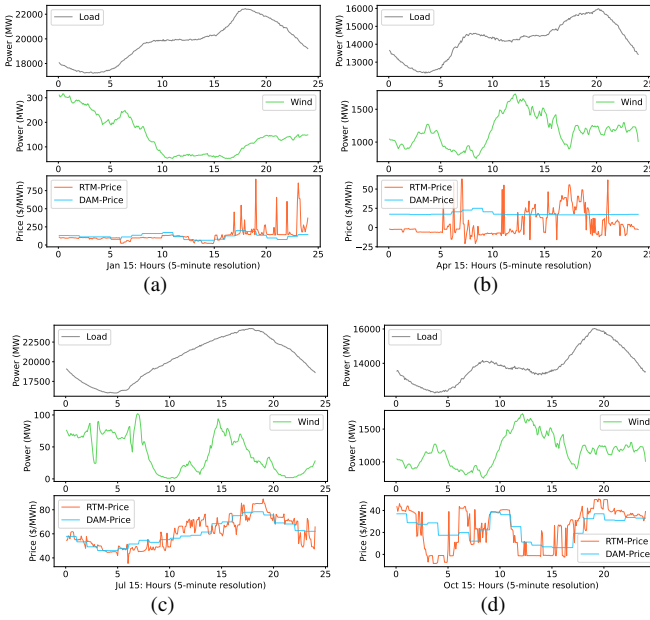 Power (MW)
22000
20000
18000
Load
0 5 10 15 20 25
Power (MW)
300
200
100
Wind
0 5 10 15 20 25
Price ($/MWh)
750
500
250
0
RTM-Price
DAM-Price
0 5 10 15 20 25
Jan 15: Hours (5-minute resolution)
(a)
Power (MW)
16000
15000
14000
13000
Load
0 5 10 15 20 25
Power (MW)
1500
1000
Wind
0 5 10 15 20 25
Price ($/MWh)
50
25
0
−25
RTM-Price
DAM-Price
0 5 10 15 20 25
Apr 15: Hours (5-minute resolution)
(b)
Power (MW)
22500
20000
17500
Load
0 5 10 15 20 25
Power (MW)
100
50
0
Wind
0 5 10 15 20 25
Price ($/MWh)
80
60
40
RTM-Price
DAM-Price
0 5 10 15 20 25
Jul 15: Hours (5-minute resolution)
(c)
Power (MW)
16000
14000
Load
0 5 10 15 20
Power (MW)
1500
1000
Wind
0 5 10 15 20
Price ($/MWh)
40
20
0
RTM-Price
DAM-Price
0 5 10 15 20
Oct 15: Hours (5-minute resolution)
(d)